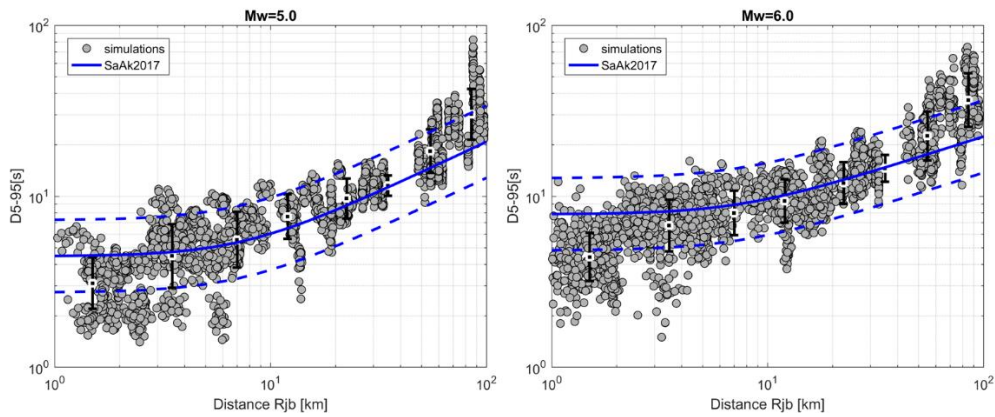 Mw=5.0
simulations
SaAk2017
D5-95[s]
10^2
10^1
10^0
10^0
10^1
10^2
Distance Rjb [km]
Mw=6.0
simulations
SaAk2017
D5-95[s]
10^2
10^1
10^0
10^0
10^1
10^2
Distance Rjb [km]